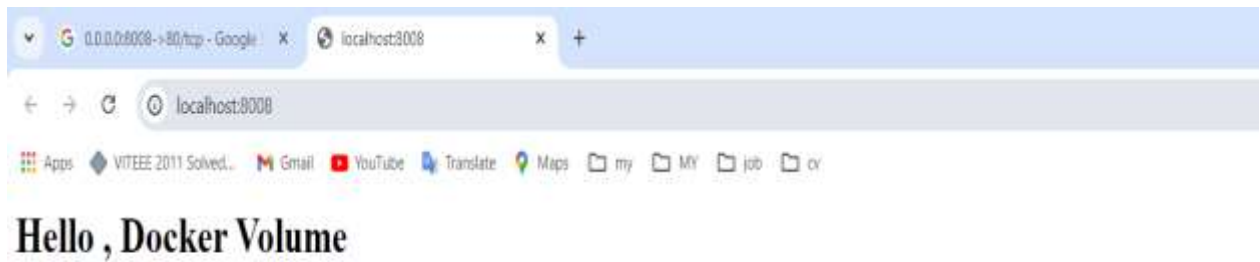 0.0.0.0:8008->80/tcp - Google
localhost:8008
localhost:8008
Apps VITEEE 2011 Solved... Gmail YouTube Translate Maps my MY job cv
Hello , Docker Volume